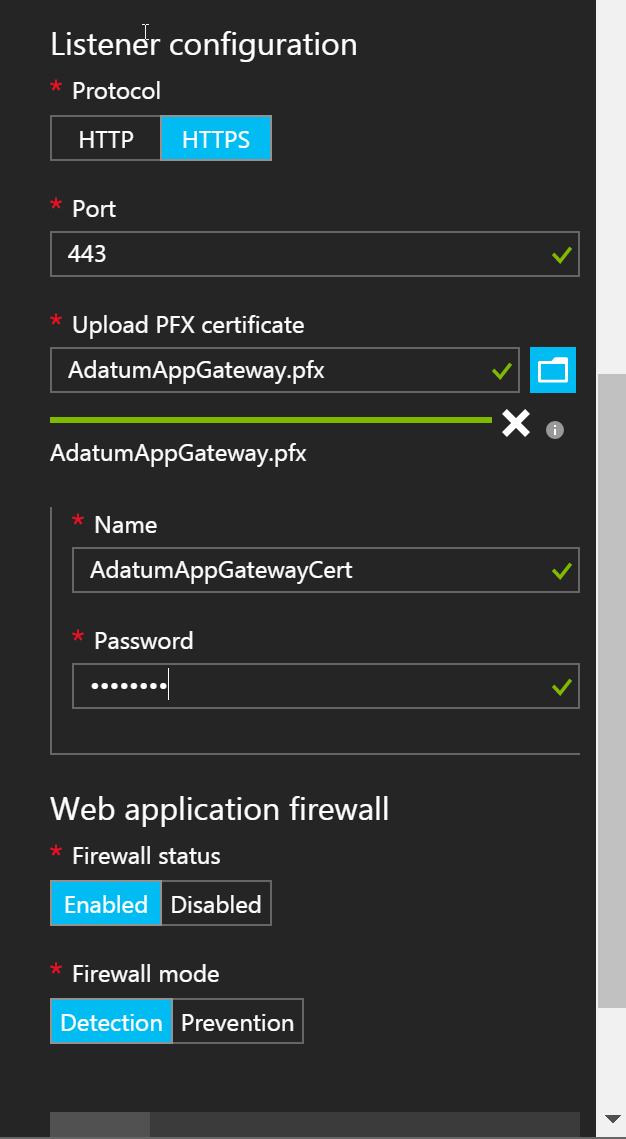 Listener configuration
* Protocol
HTTP HTTPS
* Port
443
* Upload PFX certificate
AdatumAppGateway.pfx
AdatumAppGateway.pfx
* Name
AdatumAppGatewayCert
* Password
••••••••
Web application firewall
* Firewall status
Enabled Disabled
* Firewall mode
Detection Prevention